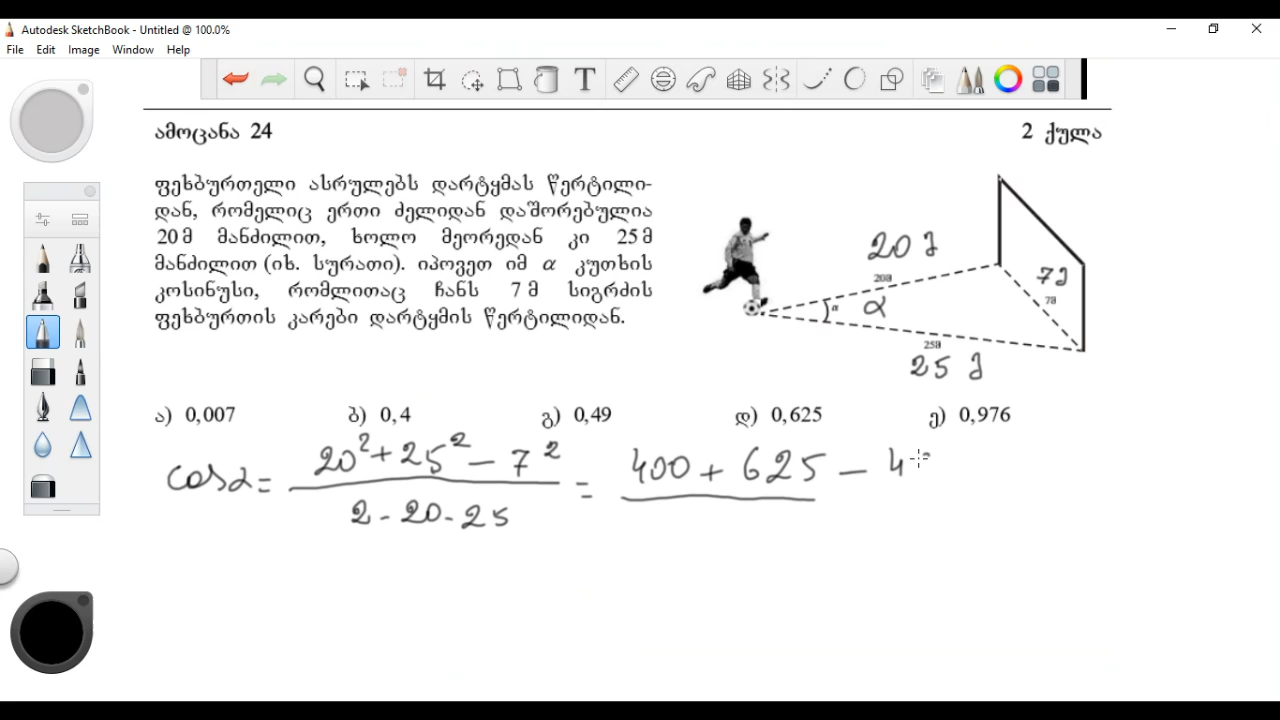 Autodesk SketchBook - Untitled @ 100.0%
File Edit Image Window Help
ამოცანა 24
2 ქულა
ფეხბურთელი ასრულებს დარტყმას წერტილი-
დან, რომელიც ერთი ძელიდან დაშორებულია
20 მ მანძილით, ხოლო მეორედან კი 25 მ
მანძილით (იხ. სურათი). იპოვეთ იმ α კუთხის
კოსინუსი, რომლითაც ჩანს 7 მ სიგრძის
ფეხბურთის კარები დარტყმის წერტილიდან.
20 მ
20მ
7მ
7მ
α
α
25მ
25 მ
ა) 0,007 ბ) 0,4 გ) 0,49 დ) 0,625 ე) 0,976
cosα = 20² + 25² - 7² = 400 + 625 - 4
2 - 20 - 25